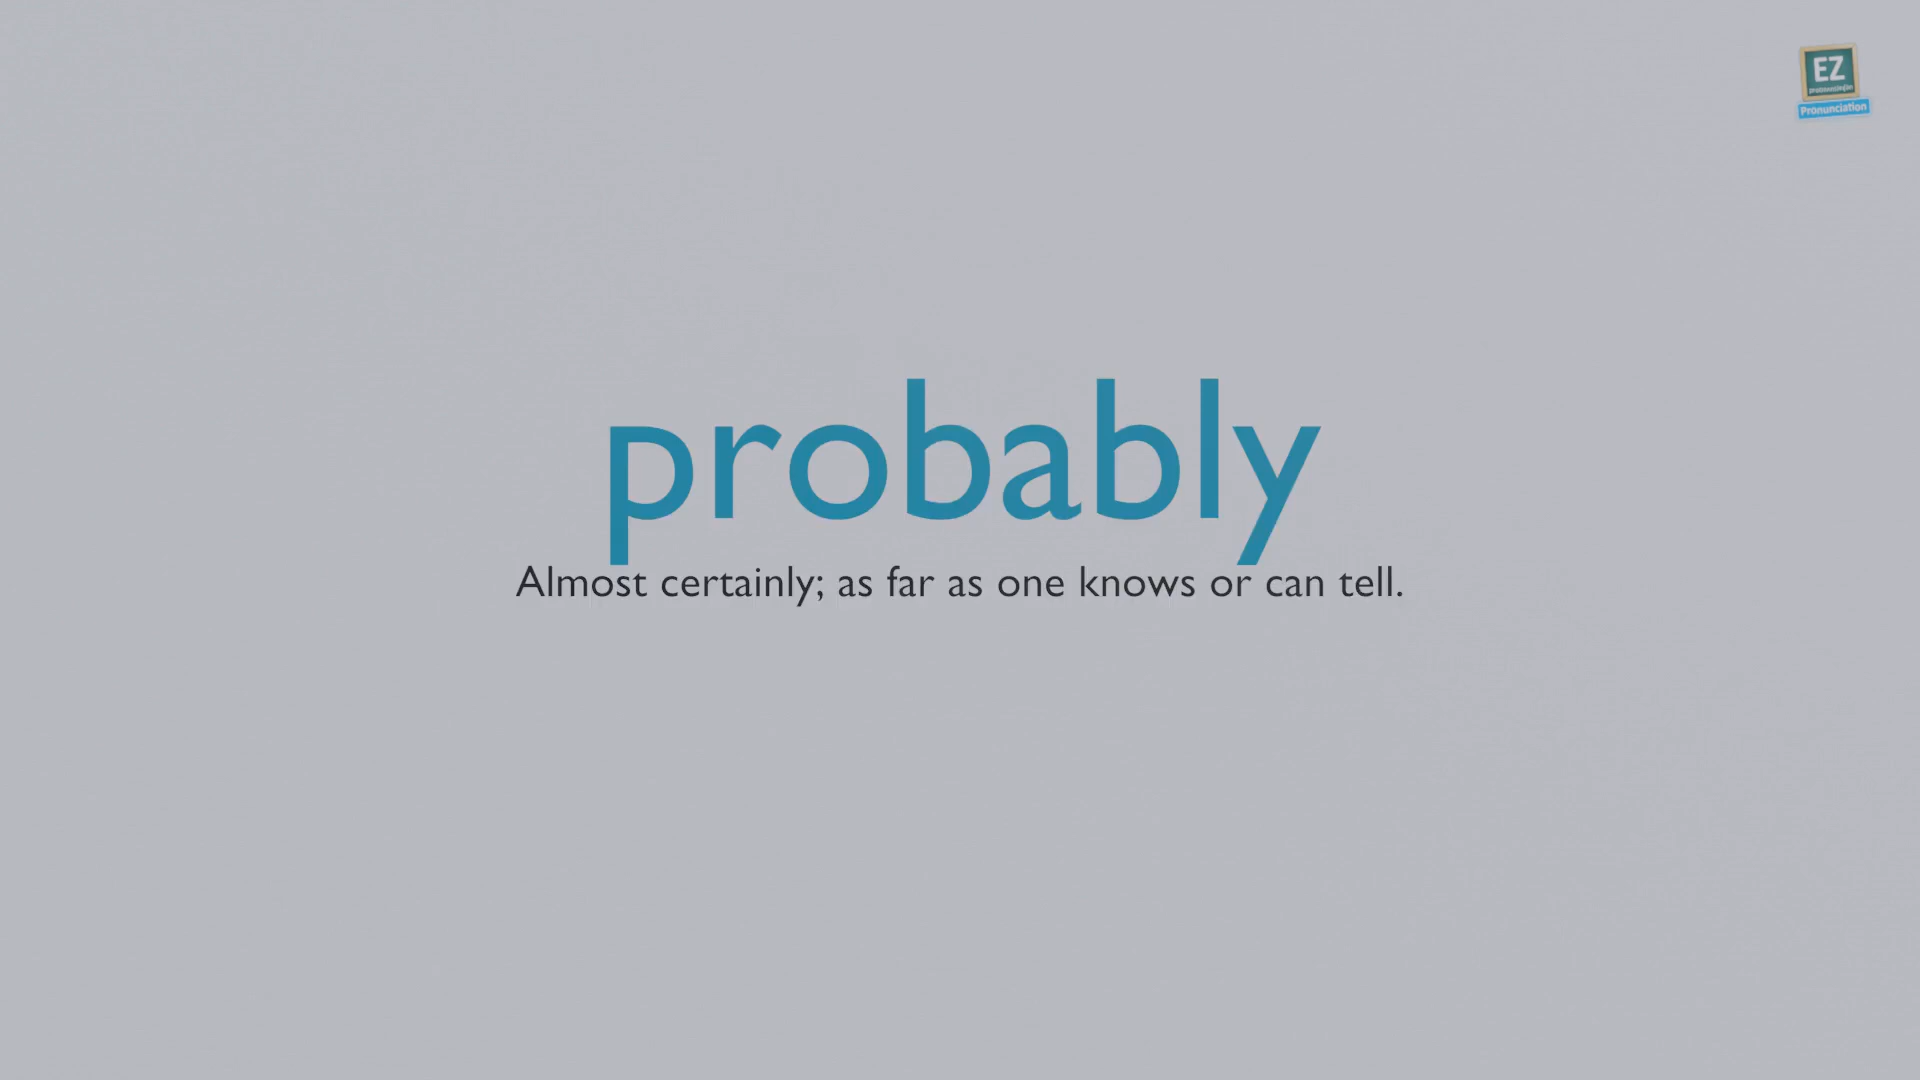 EZ
Pronunciation
probably
Almost certainly; as far as one knows or can tell.